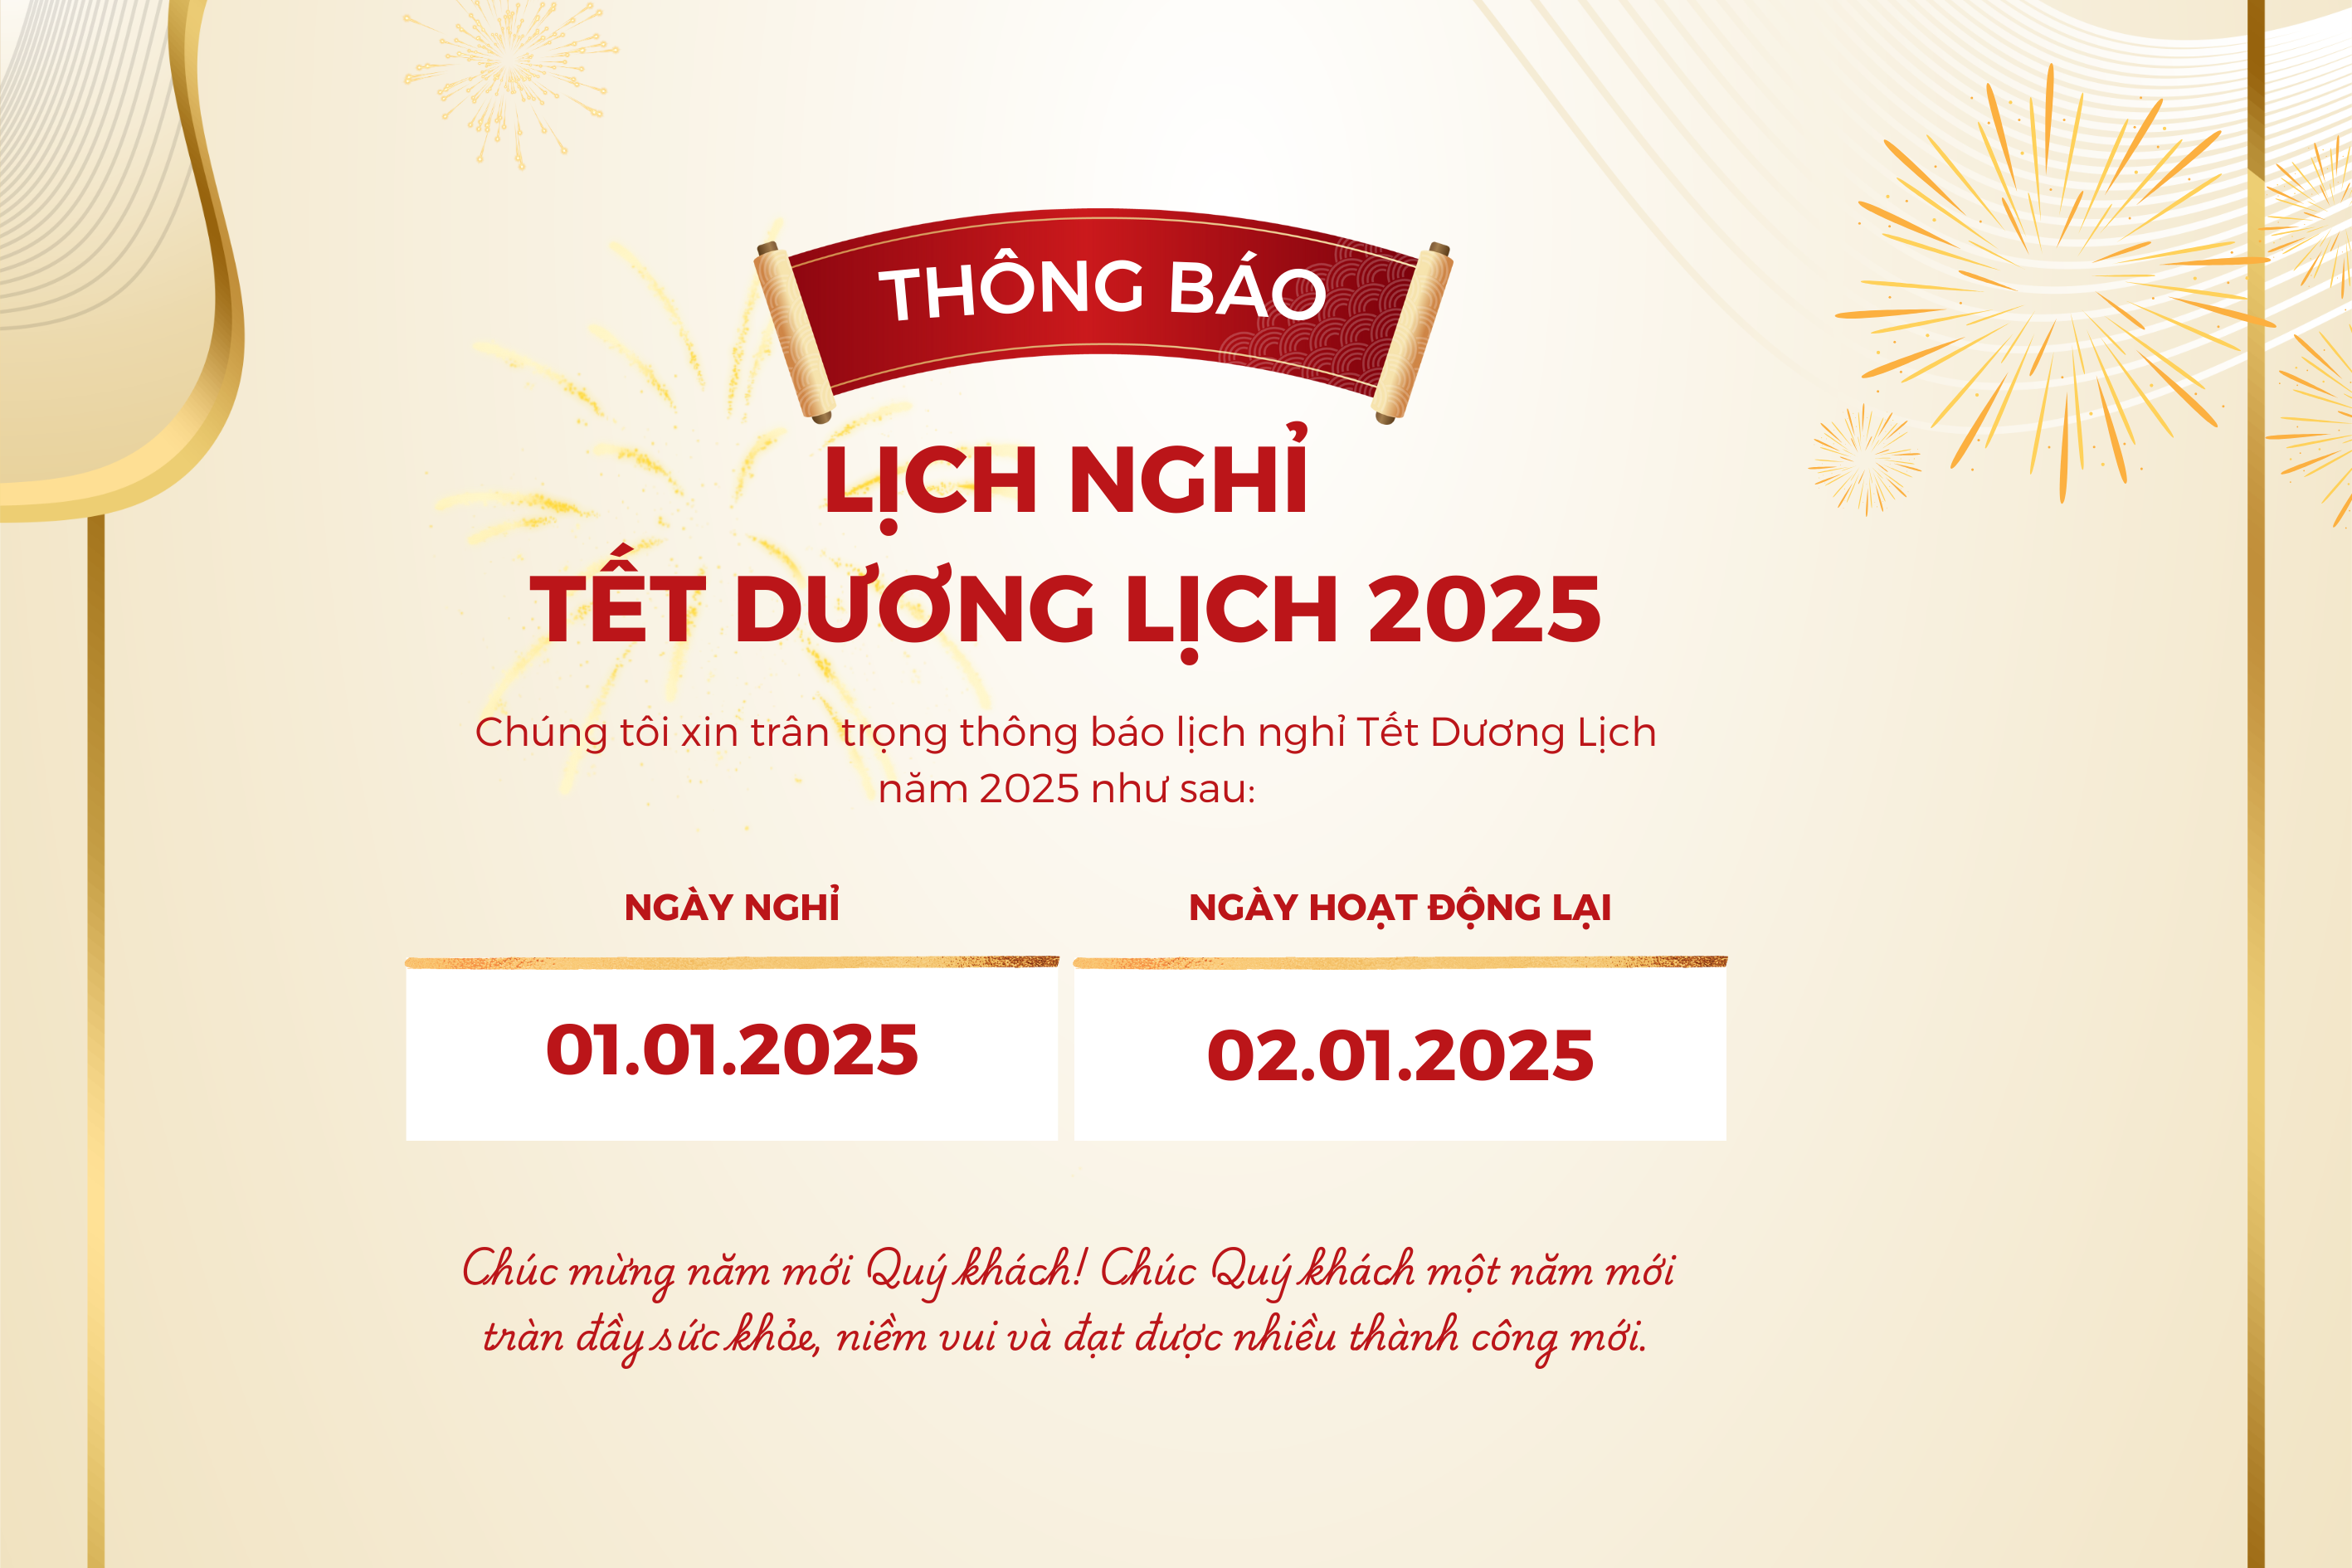 THÔNG BÁO
LỊCH NGHỈ
TẾT DƯƠNG LỊCH 2025
Chúng tôi xin trân trọng thông báo lịch nghỉ Tết Dương Lịch
năm 2025 như sau:
NGÀY NGHỈ
01.01.2025
NGÀY HOẠT ĐỘNG LẠI
02.01.2025
Chúc mừng năm mới Quý khách! Chúc Quý khách một năm mới
tràn đầy sức khỏe, niềm vui và đạt được nhiều thành công mới.